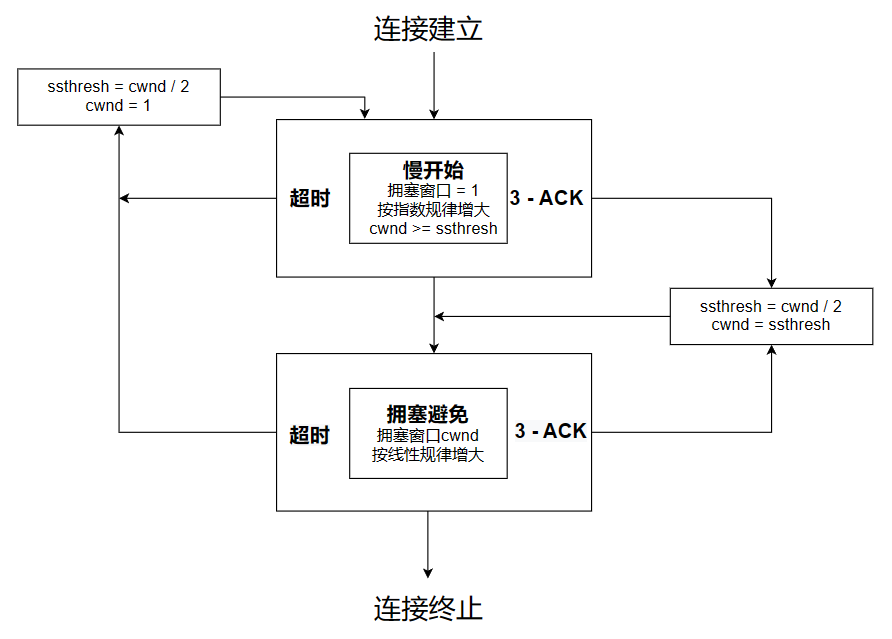 连接建立
ssthresh = cwnd / 2
cwnd = 1
慢开始
拥塞窗口 = 1
按指数规律增大
cwnd >= ssthresh
超时
3 - ACK
ssthresh = cwnd / 2
cwnd = ssthresh
拥塞避免
拥塞窗口cwnd
按线性规律增大
超时
3 - ACK
连接终止